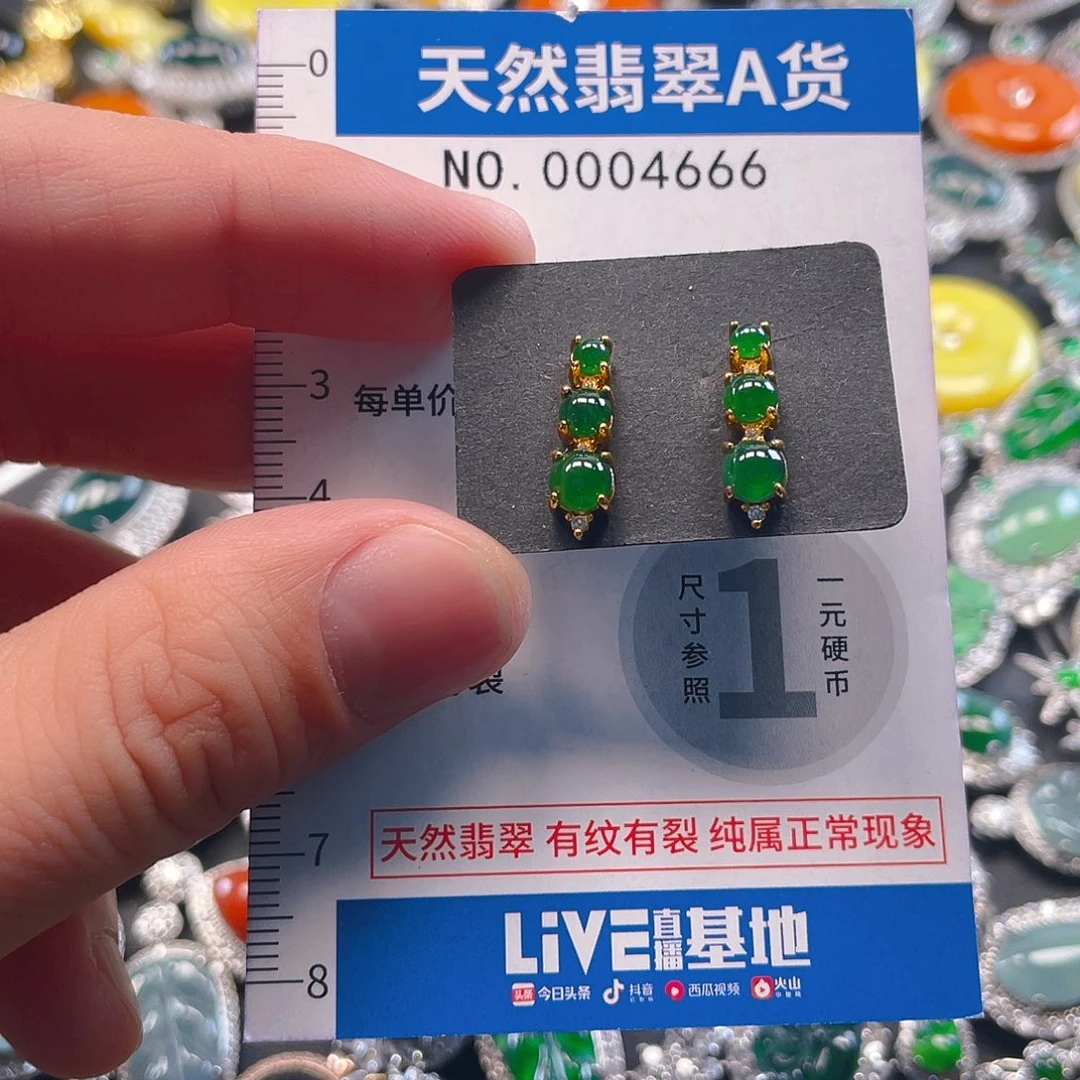 天然翡翠A货
NO. 0004666
0
3
每单价
4
尺寸参照
1
一元硬币
裂
天然翡翠 有纹有裂 纯属正常现象
7
LiVE直播基地
今日头条 抖音 西瓜视频 火山
8